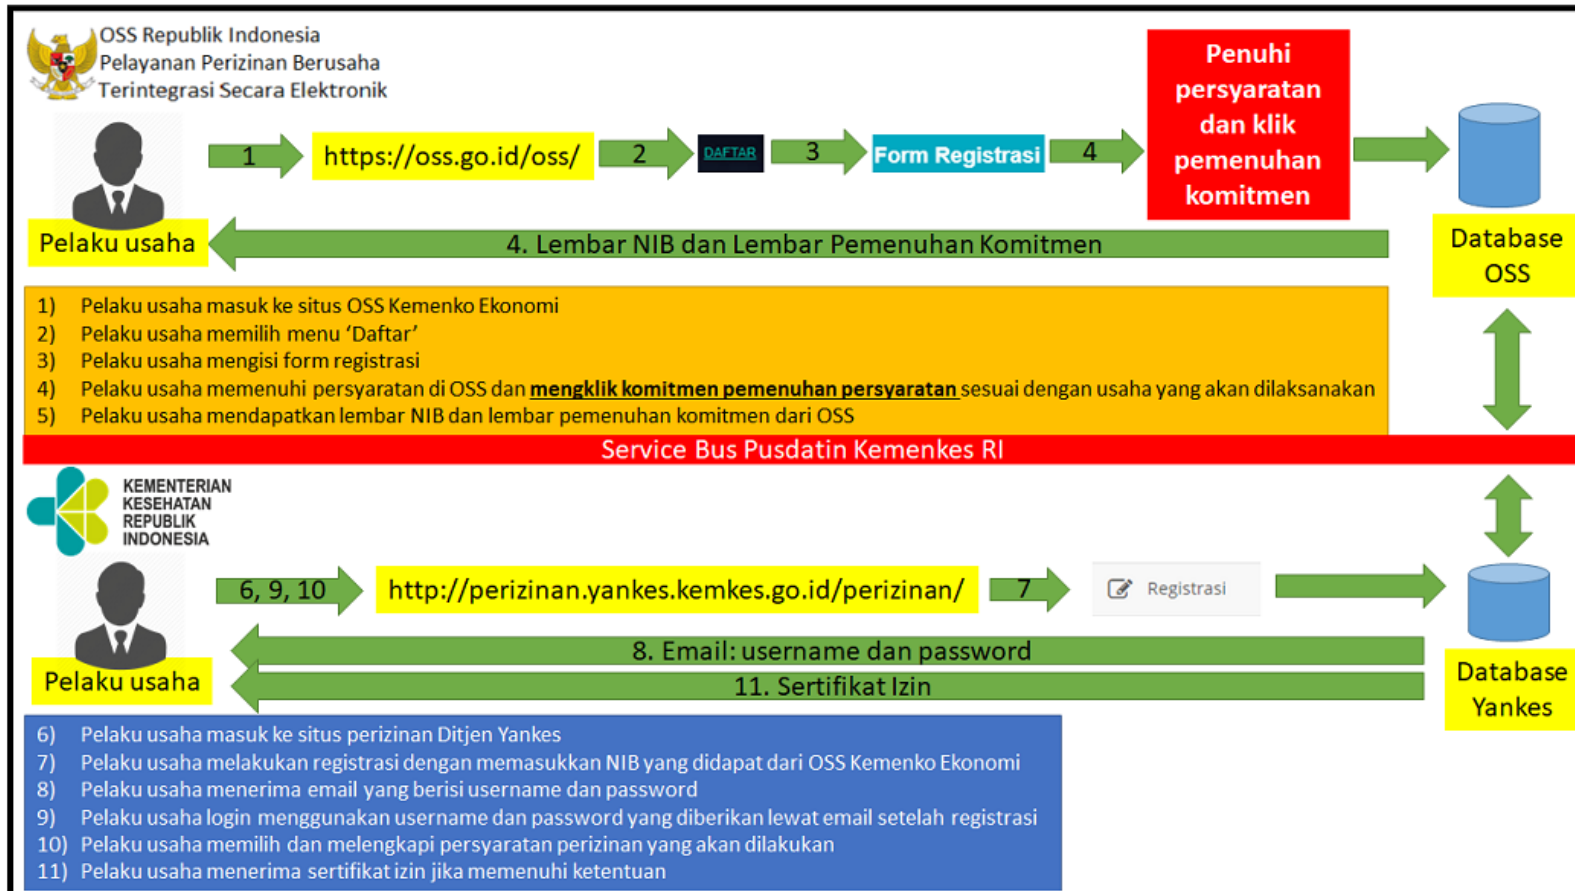 OSS Republik Indonesia
Pelayanan Perizinan Berusaha
Terintegrasi Secara Elektronik
Penuhi
persyaratan
dan klik
pemenuhan
komitmen
1
https://oss.go.id/oss/
2
DAFTAR
3
Form Registrasi
4
Pelaku usaha
4. Lembar NIB dan Lembar Pemenuhan Komitmen
Database
OSS
1) Pelaku usaha masuk ke situs OSS Kemenko Ekonomi
2) Pelaku usaha memilih menu ‘Daftar’
3) Pelaku usaha mengisi form registrasi
4) Pelaku usaha memenuhi persyaratan di OSS dan mengklik komitmen pemenuhan persyaratan sesuai dengan usaha yang akan dilaksanakan
5) Pelaku usaha mendapatkan lembar NIB dan lembar pemenuhan komitmen dari OSS
Service Bus Pusdatin Kemenkes RI
KEMENTERIAN
KESEHATAN
REPUBLIK
INDONESIA
6, 9, 10
http://perizinan.yankes.kemkes.go.id/perizinan/
7
Registrasi
8. Email: username dan password
Pelaku usaha
11. Sertifikat Izin
Database
Yankes
6) Pelaku usaha masuk ke situs perizinan Ditjen Yankes
7) Pelaku usaha melakukan registrasi dengan memasukkan NIB yang didapat dari OSS Kemenko Ekonomi
8) Pelaku usaha menerima email yang berisi username dan password
9) Pelaku usaha login menggunakan username dan password yang diberikan lewat email setelah registrasi
10) Pelaku usaha memilih dan melengkapi persyaratan perizinan yang akan dilakukan
11) Pelaku usaha menerima sertifikat izin jika memenuhi ketentuan